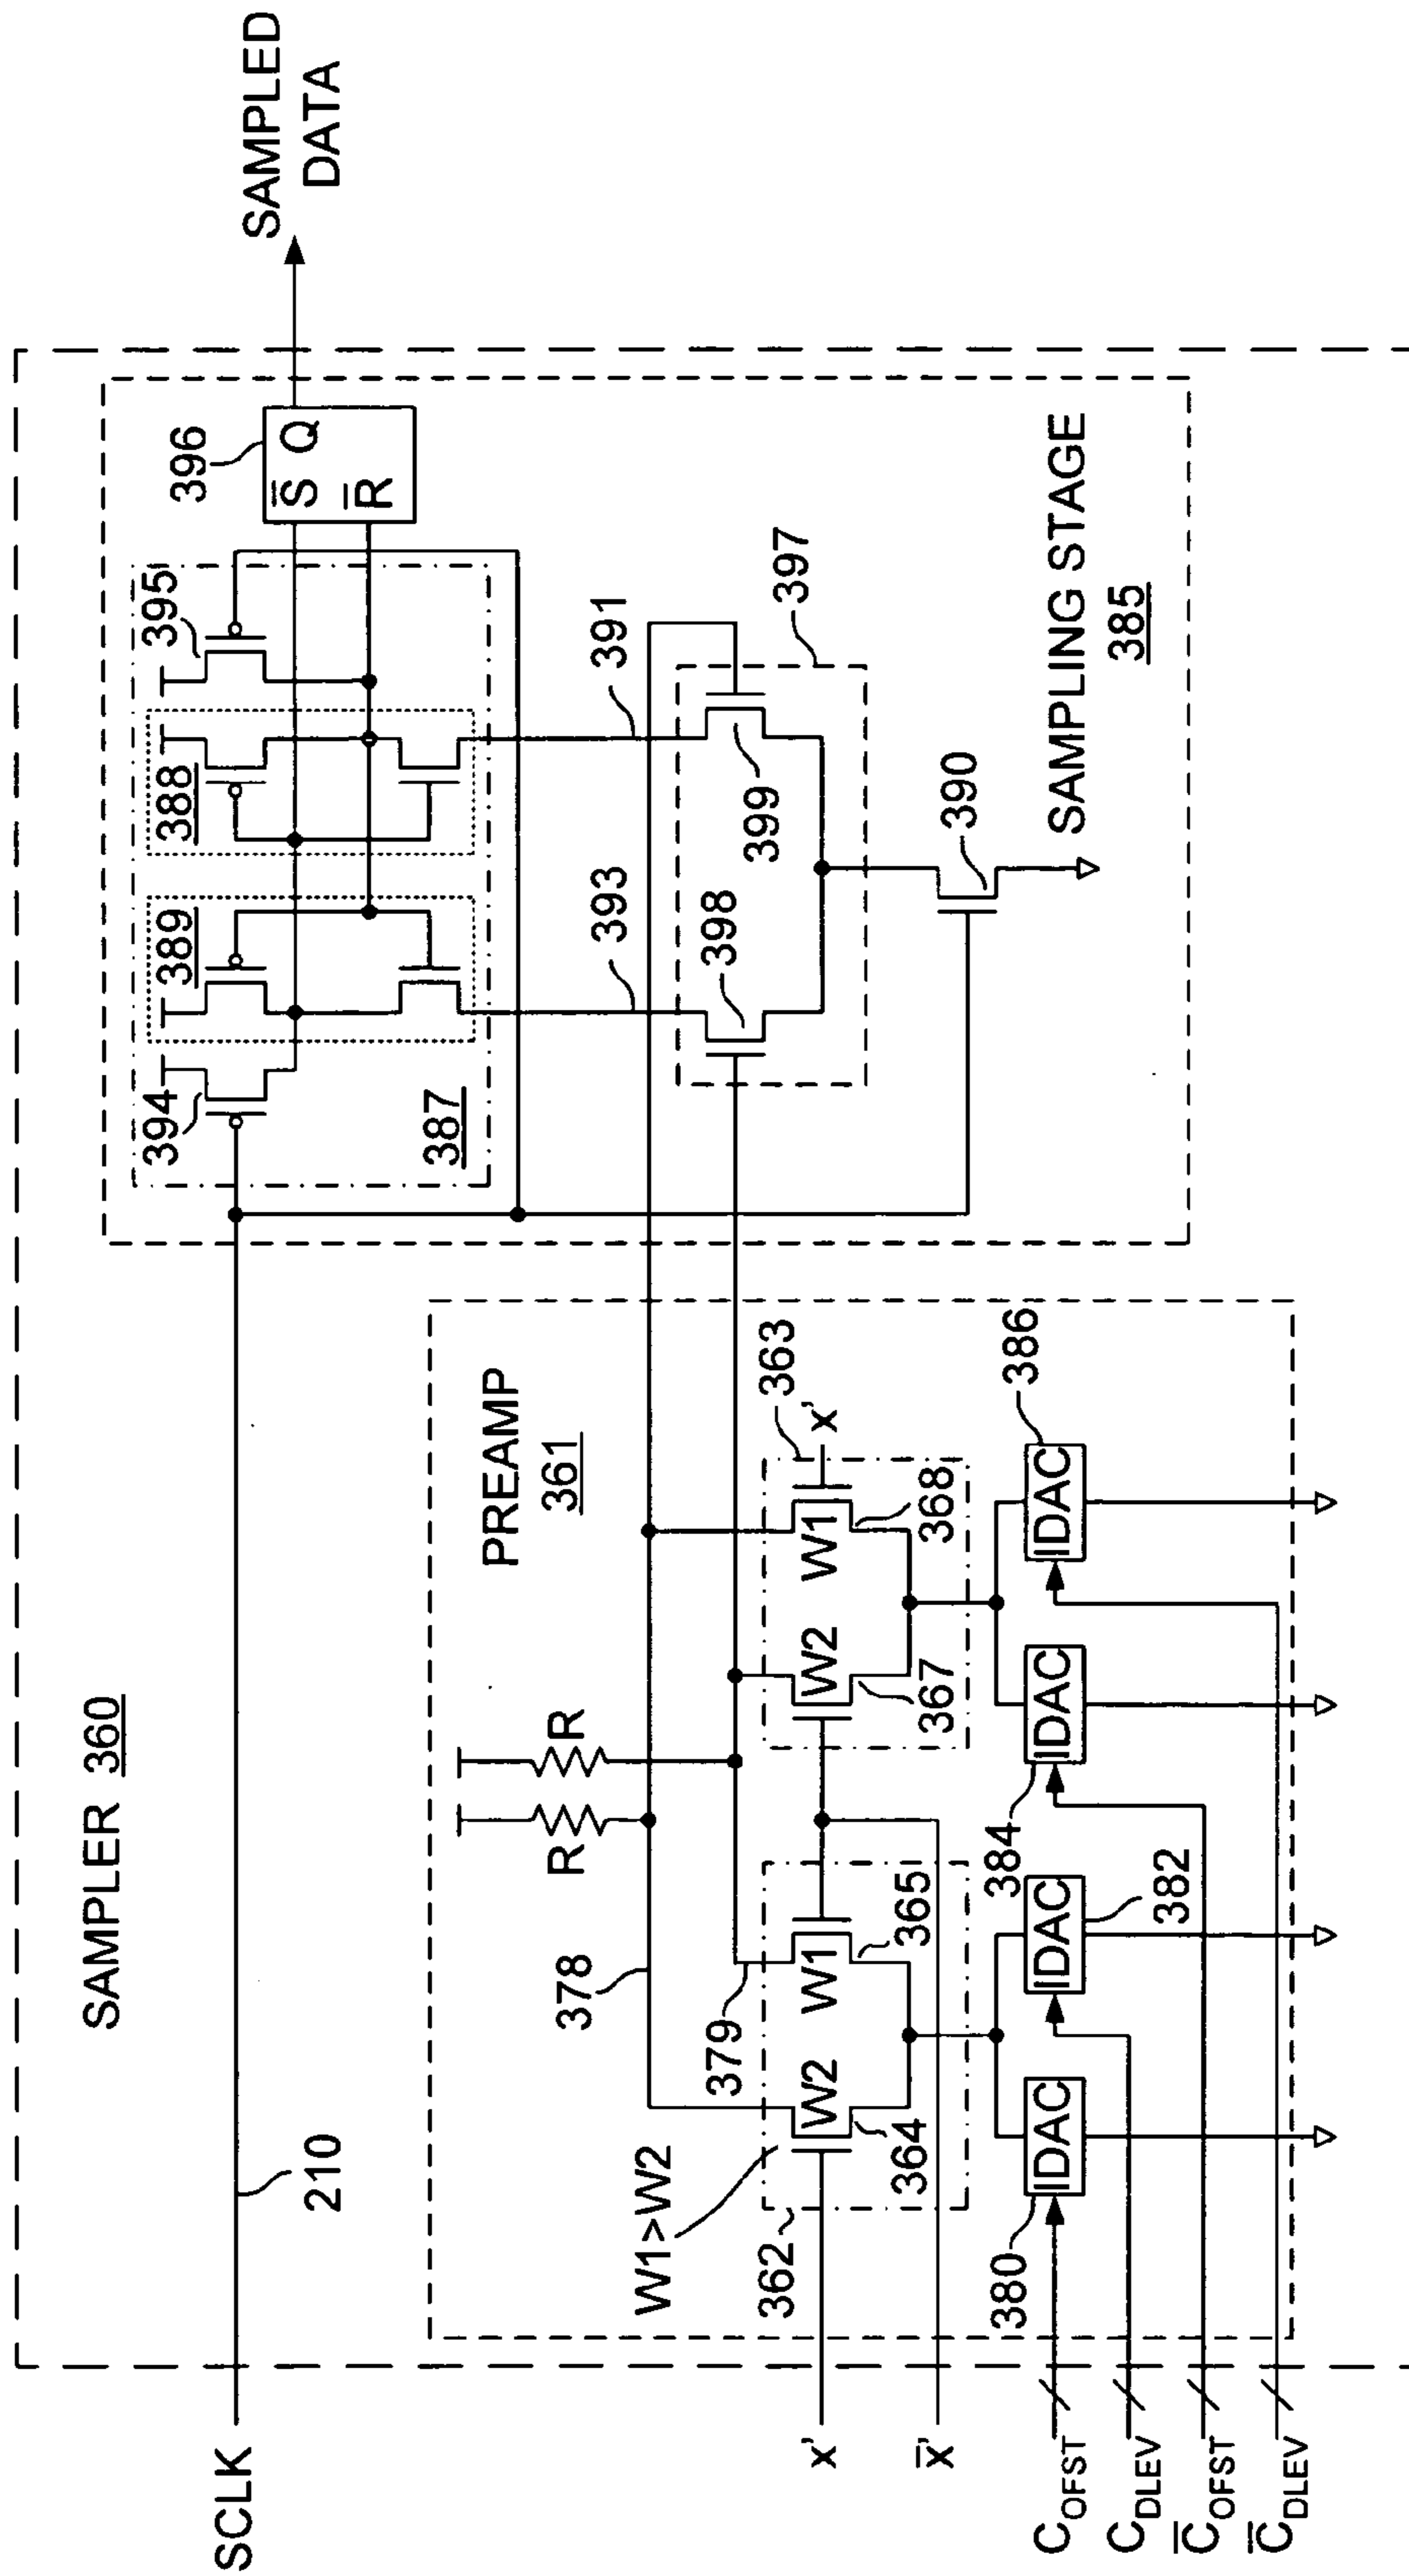 SAMPLER 360
SCLK
210
SAMPLED
DATA
394
389
388
395
396
S̅ Q
R̅
387
393
391
397
398
399
390
SAMPLING STAGE
385
PREAMP
361
R
R
378
379
W1>W2
362
W2
364
W1
365
363
W2
367
W1
368
x'
x'
x̅'
380
IDAC
IDAC
382
384
IDAC
IDAC
386
C_OFST
C_DLEV
C̅_OFST
C̅_DLEV